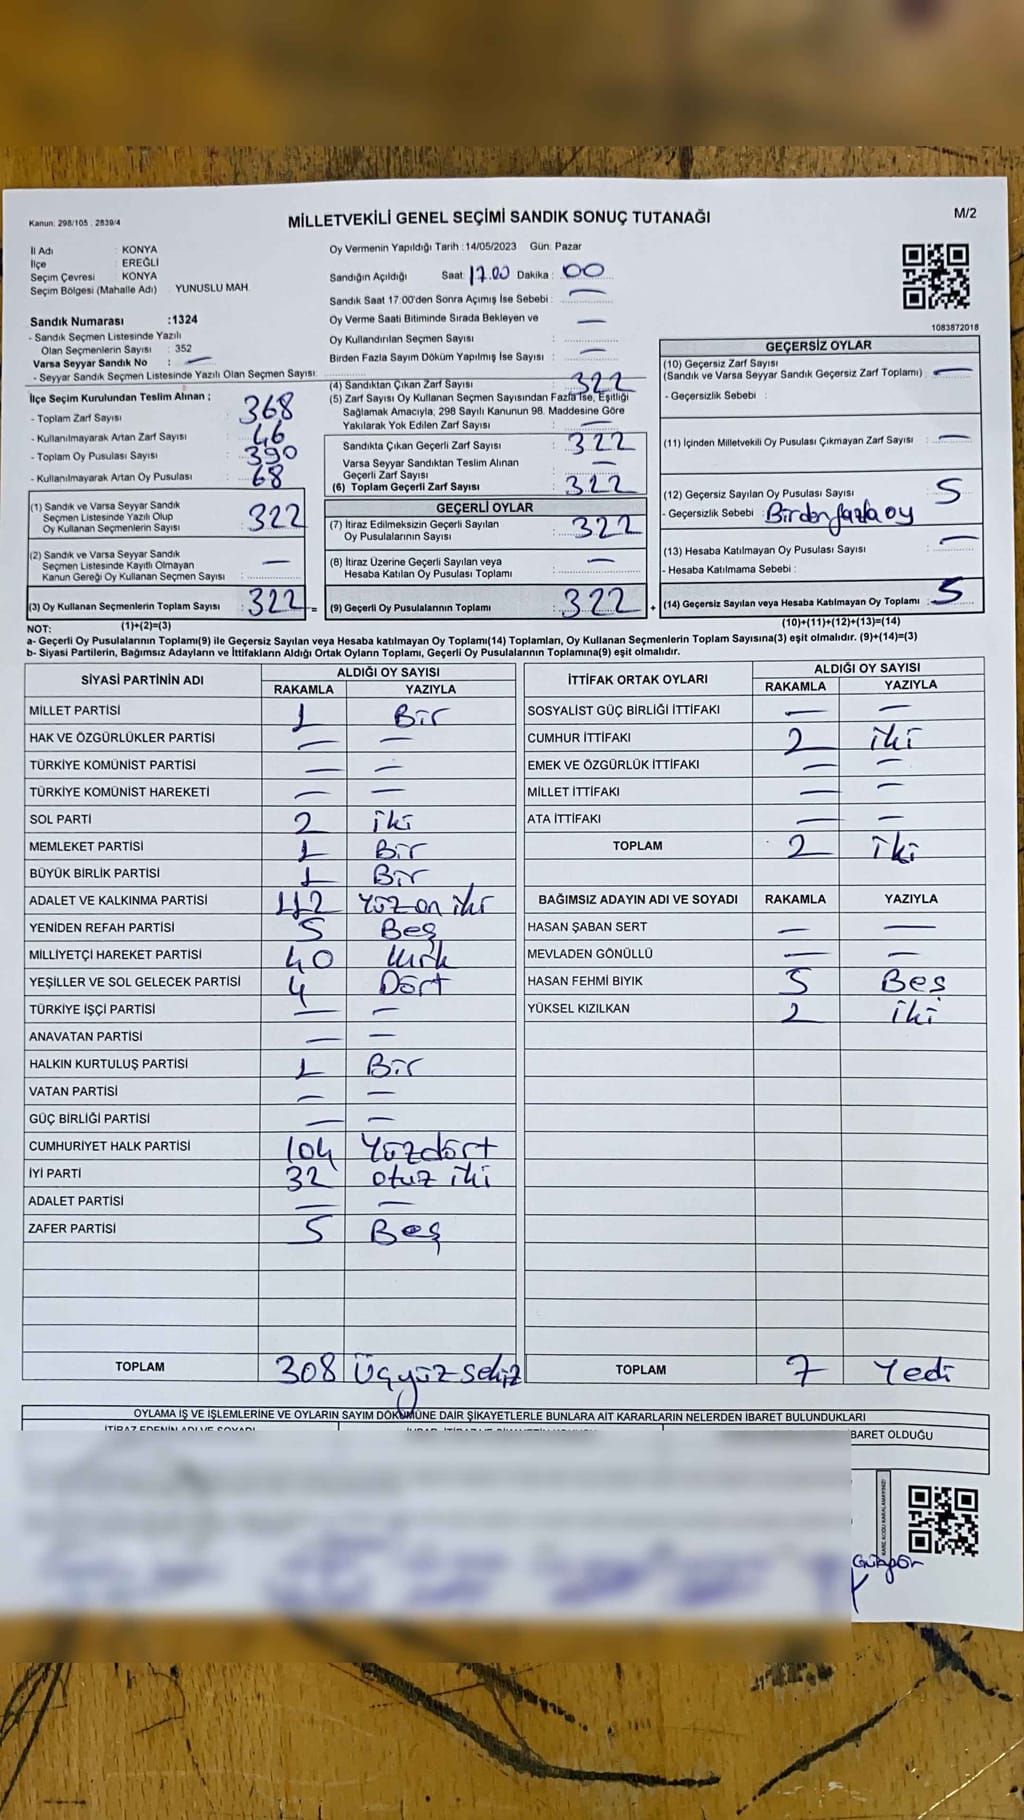 Kanun: 298/105 . 2839/4
MİLLETVEKİLİ GENEL SEÇİMİ SANDIK SONUÇ TUTANAĞI
M/2
İl Adı : KONYA
İlçe : EREĞLİ
Seçim Çevresi : KONYA
Seçim Bölgesi (Mahalle Adı) : YUNUSLU MAH.
Sandık Numarası :1324
- Sandık Seçmen Listesinde Yazılı
Olan Seçmenlerin Sayısı : 352
Varsa Seyyar Sandık No : —
- Seyyar Sandık Seçmen Listesinde Yazılı Olan Seçmen Sayısı:
Oy Vermenin Yapıldığı Tarih :14/05/2023 Gün: Pazar
Sandığın Açıldığı Saat: 17.00 Dakika : 00
Sandık Saat 17:00'den Sonra Açımış İse Sebebi : —
Oy Verme Saati Bitiminde Sırada Bekleyen ve
Oy Kullandırılan Seçmen Sayısı : —
Birden Fazla Sayım Döküm Yapılmış İse Sayısı : —
1083872018
İlçe Seçim Kurulundan Teslim Alınan ;
- Toplam Zarf Sayısı : 368
- Kullanılmayarak Artan Zarf Sayısı : 46
- Toplam Oy Pusulası Sayısı : 390
- Kullanılmayarak Artan Oy Pusulası : 68
(1) Sandık ve Varsa Seyyar Sandık
Seçmen Listesinde Yazılı Olup
Oy Kullanan Seçmenlerin Sayısı : 322
(2) Sandık ve Varsa Seyyar Sandık
Seçmen Listesinde Kayıtlı Olmayan
Kanun Gereği Oy Kullanan Seçmen Sayısı : —
(3) Oy Kullanan Seçmenlerin Toplam Sayısı : 322 =
(1)+(2)=(3)
(4) Sandıktan Çıkan Zarf Sayısı : 322
(5) Zarf Sayısı Oy Kullanan Seçmen Sayısından Fazla İse, Eşitliği
Sağlamak Amacıyla, 298 Sayılı Kanunun 98. Maddesine Göre
Yakılarak Yok Edilen Zarf Sayısı : —
Sandıkta Çıkan Geçerli Zarf Sayısı : 322
Varsa Seyyar Sandıktan Teslim Alınan
Geçerli Zarf Sayısı : —
(6) Toplam Geçerli Zarf Sayısı : 322
GEÇERLİ OYLAR
(7) İtiraz Edilmeksizin Geçerli Sayılan
Oy Pusulalarının Sayısı : 322
(8) İtiraz Üzerine Geçerli Sayılan veya
Hesaba Katılan Oy Pusulası Toplamı : —
(9) Geçerli Oy Pusulalarının Toplamı : 322 +
GEÇERSİZ OYLAR
(10) Geçersiz Zarf Sayısı
(Sandık ve Varsa Seyyar Sandık Geçersiz Zarf Toplamı) : —
- Geçersizlik Sebebi :
(11) İçinden Milletvekili Oy Pusulası Çıkmayan Zarf Sayısı : —
(12) Geçersiz Sayılan Oy Pusulası Sayısı : 5
- Geçersizlik Sebebi : Birden fazla oy
(13) Hesaba Katılmayan Oy Pusulası Sayısı : —
- Hesaba Katılmama Sebebi :
(14) Geçersiz Sayılan veya Hesaba Katılmayan Oy Toplamı : 5
(10)+(11)+(12)+(13)=(14)
NOT:
a- Geçerli Oy Pusulalarının Toplamı(9) ile Geçersiz Sayılan veya Hesaba katılmayan Oy Toplamı(14) Toplamları, Oy Kullanan Seçmenlerin Toplam Sayısına(3) eşit olmalıdır. (9)+(14)=(3)
b- Siyasi Partilerin, Bağımsız Adayların ve İttifakların Aldığı Ortak Oyların Toplamı, Geçerli Oy Pusulalarının Toplamına(9) eşit olmalıdır.
SİYASİ PARTİNİN ADI ALDIĞI OY SAYISI
RAKAMLA YAZIYLA
MİLLET PARTİSİ 1 Bir
HAK VE ÖZGÜRLÜKLER PARTİSİ — —
TÜRKİYE KOMÜNİST PARTİSİ — —
TÜRKİYE KOMÜNİST HAREKETİ — —
SOL PARTİ 2 iki
MEMLEKET PARTİSİ 1 Bir
BÜYÜK BİRLİK PARTİSİ 1 Bir
ADALET VE KALKINMA PARTİSİ 112 Yüz on iki
YENİDEN REFAH PARTİSİ 5 Beş
MİLLİYETÇİ HAREKET PARTİSİ 40 Kırk
YEŞİLLER VE SOL GELECEK PARTİSİ 4 Dört
TÜRKİYE İŞÇİ PARTİSİ — —
ANAVATAN PARTİSİ — —
HALKIN KURTULUŞ PARTİSİ 1 Bir
VATAN PARTİSİ — —
GÜÇ BİRLİĞİ PARTİSİ — —
CUMHURİYET HALK PARTİSİ 104 Yüzdört
İYİ PARTİ 32 otuz iki
ADALET PARTİSİ — —
ZAFER PARTİSİ 5 Beş
TOPLAM 308 Üçyüz sekiz
İTTİFAK ORTAK OYLARI ALDIĞI OY SAYISI
RAKAMLA YAZIYLA
SOSYALİST GÜÇ BİRLİĞİ İTTİFAKI — —
CUMHUR İTTİFAKI 2 iki
EMEK VE ÖZGÜRLÜK İTTİFAKI — —
MİLLET İTTİFAKI — —
ATA İTTİFAKI — —
TOPLAM 2 iki
BAĞIMSIZ ADAYIN ADI VE SOYADI RAKAMLA YAZIYLA
HASAN ŞABAN SERT — —
MEVLADEN GÖNÜLLÜ — —
HASAN FEHMİ BIYIK 5 Beş
YÜKSEL KIZILKAN 2 iki
TOPLAM 7 Yedi
OYLAMA İŞ VE İŞLEMLERİNE VE OYLARIN SAYIM DÖKÜMÜNE DAİR ŞİKAYETLERLE BUNLARA AİT KARARLARIN NELERDEN İBARET BULUNDUKLARI
İTİRAZ EDENİN ADI VE SOYADI
BARET OLDUĞU